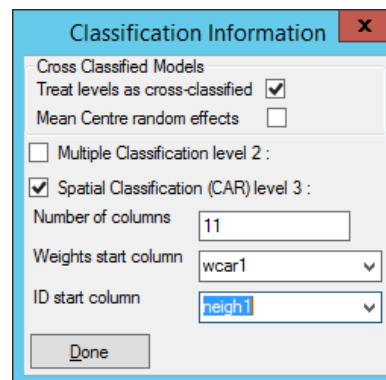 Classification Information
x
Cross Classified Models
Treat levels as cross-classified
Mean Centre random effects
Multiple Classification level 2 :
Spatial Classification (CAR) level 3 :
Number of columns 11
Weights start column wcar1
ID start column neigh1
Done